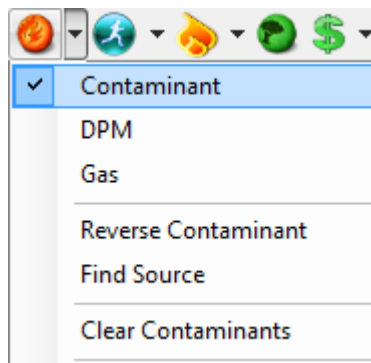 Contaminant
DPM
Gas
Reverse Contaminant
Find Source
Clear Contaminants